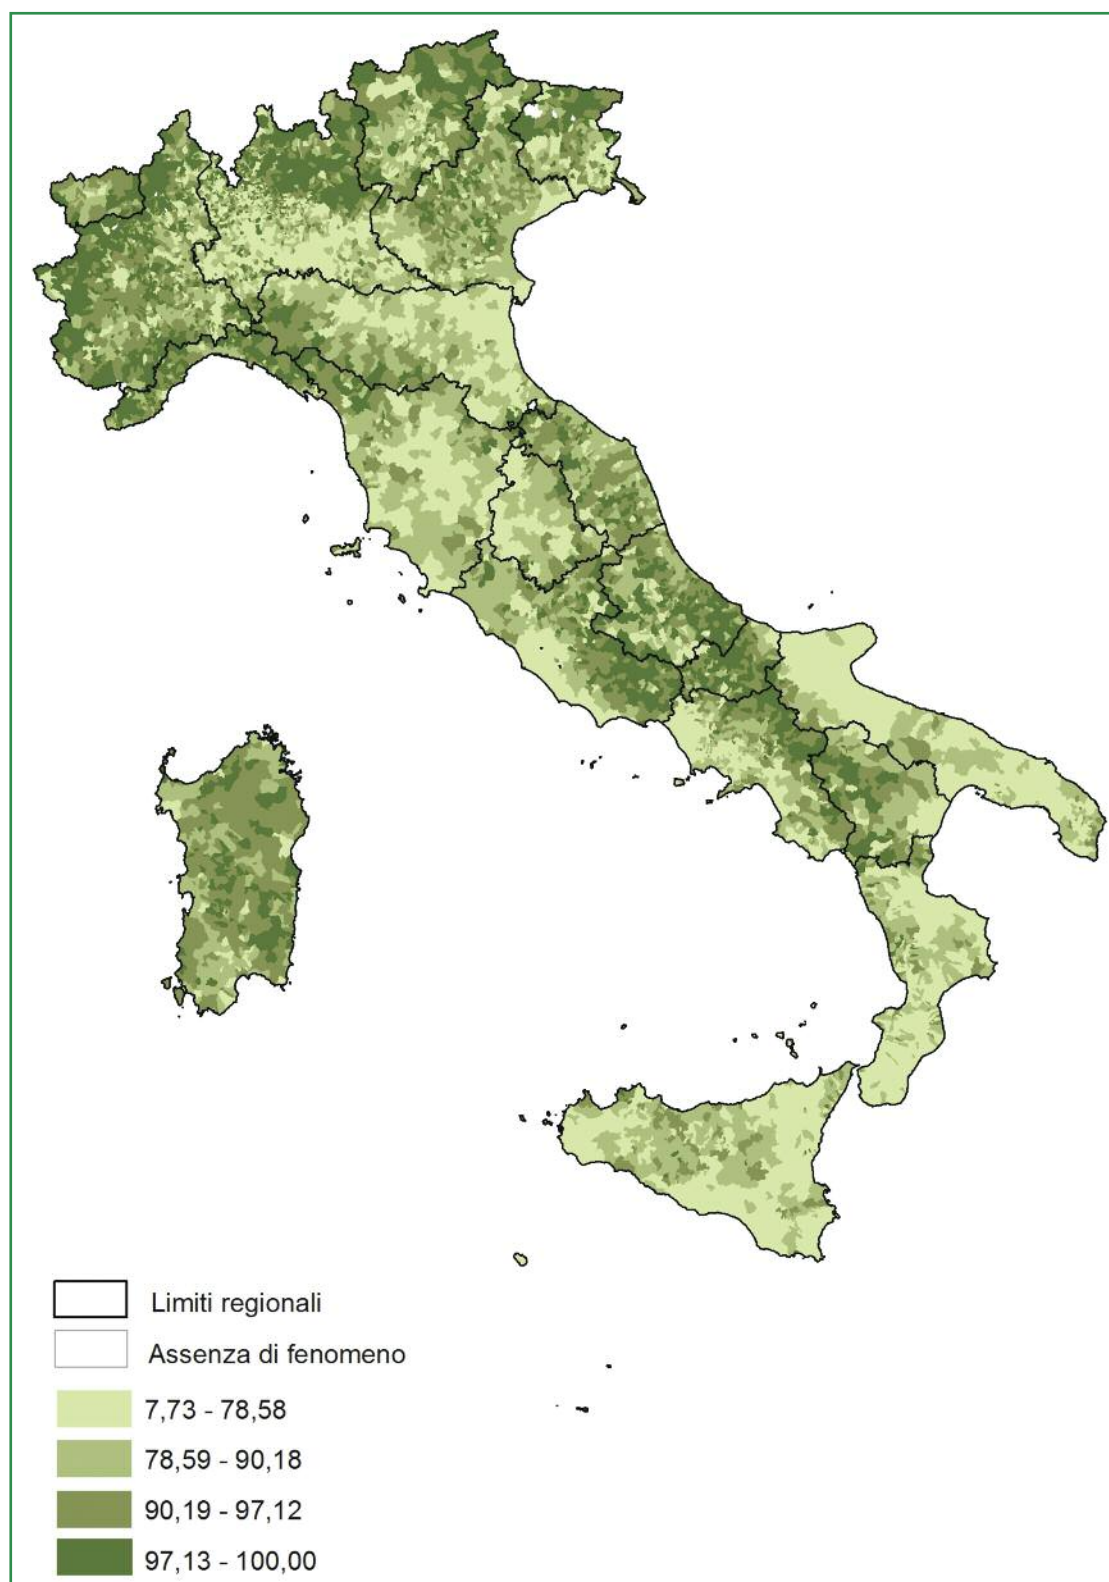 Limiti regionali
Assenza di fenomeno
7,73 - 78,58
78,59 - 90,18
90,19 - 97,12
97,13 - 100,00